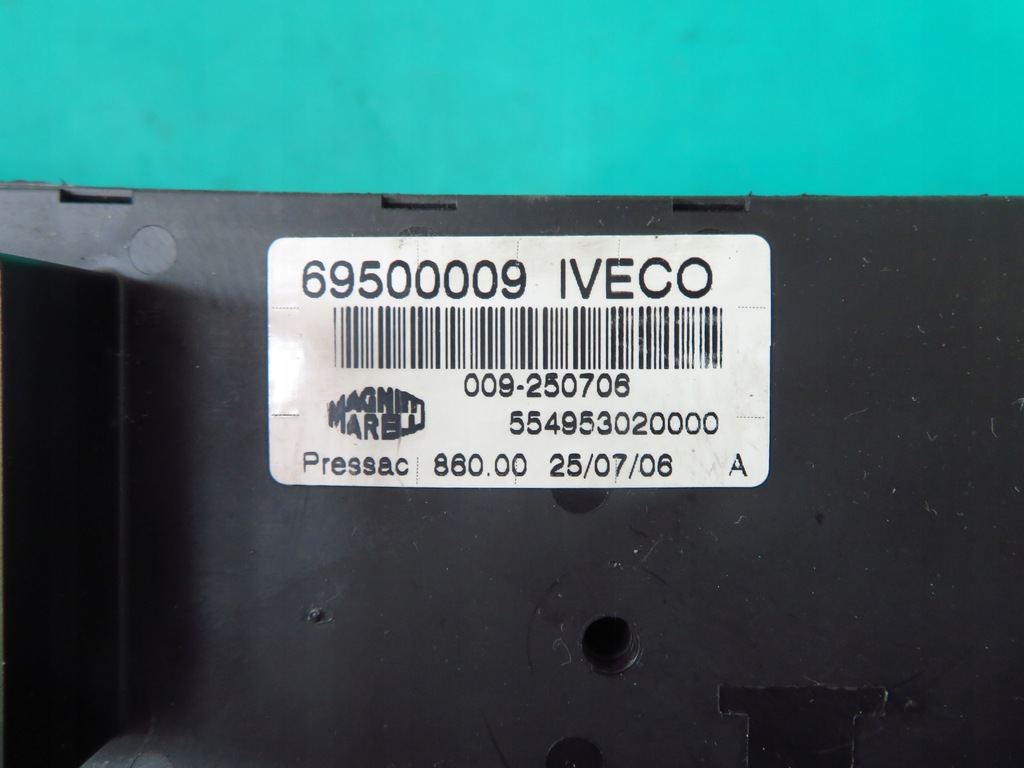 69500009 IVECO
009-250706
MAGNETI
MARELLI
554953020000
Pressac 860.00 25/07/06 A